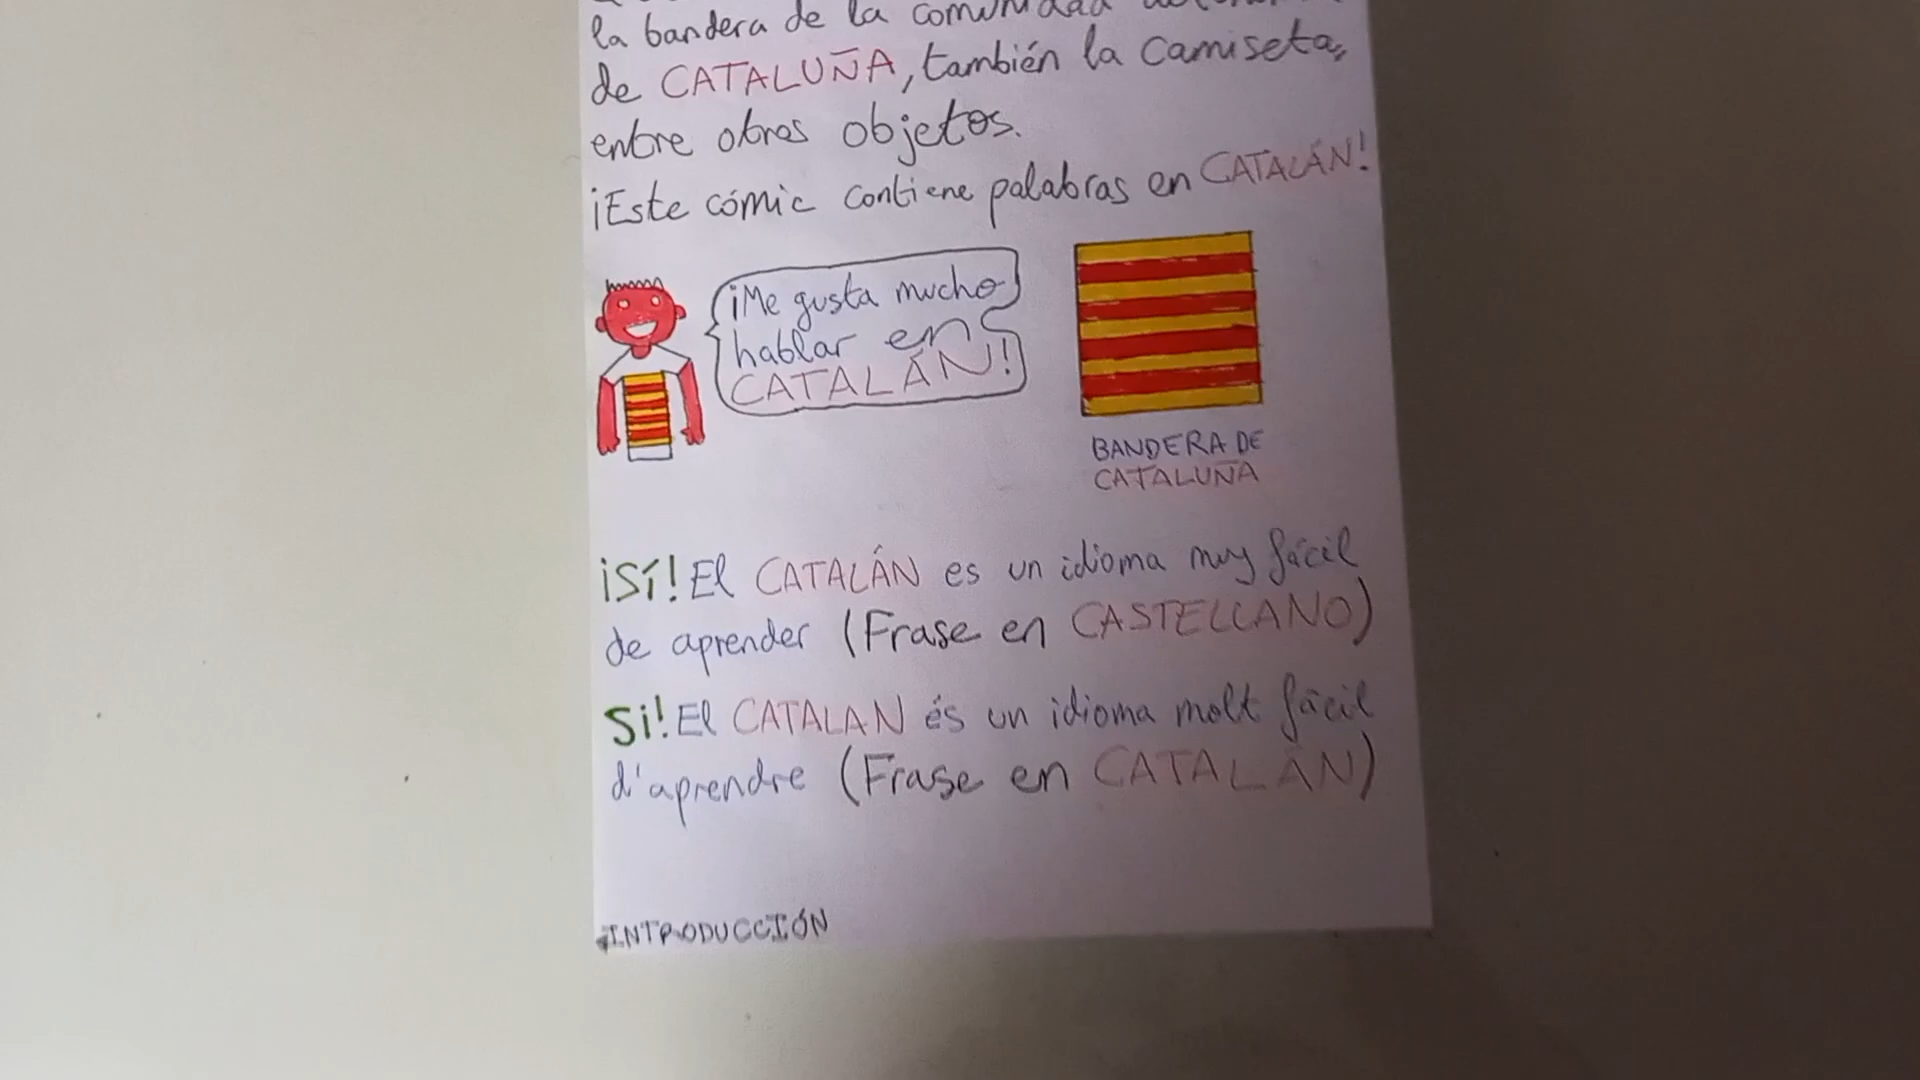 la bandera de la comunidad
de CATALUÑA, también la camiseta,
entre otros objetos.
¡Este cómic contiene palabras en CATALÁN!
¡Me gusta mucho
hablar en
CATALÁN!
BANDERA DE
CATALUÑA
¡SÍ! El CATALÁN es un idioma muy fácil
de aprender (Frase en CASTELLANO)
Si! El CATALAN és un idioma molt fàcil
d'aprendre (Frase en CATALÁN)
INTRODUCCIÓN